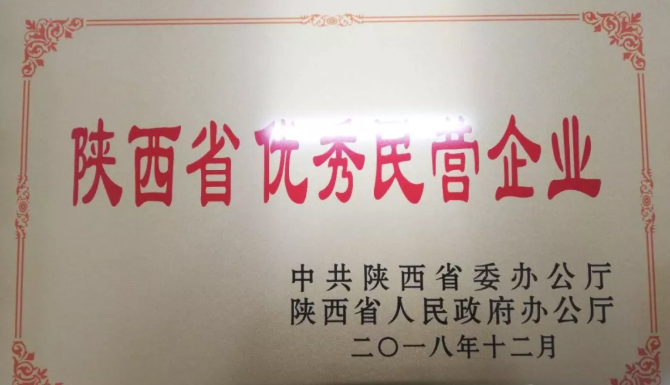 陕西省优秀民营企业
中共陕西省委办公厅
陕西省人民政府办公厅
二〇一八年十二月